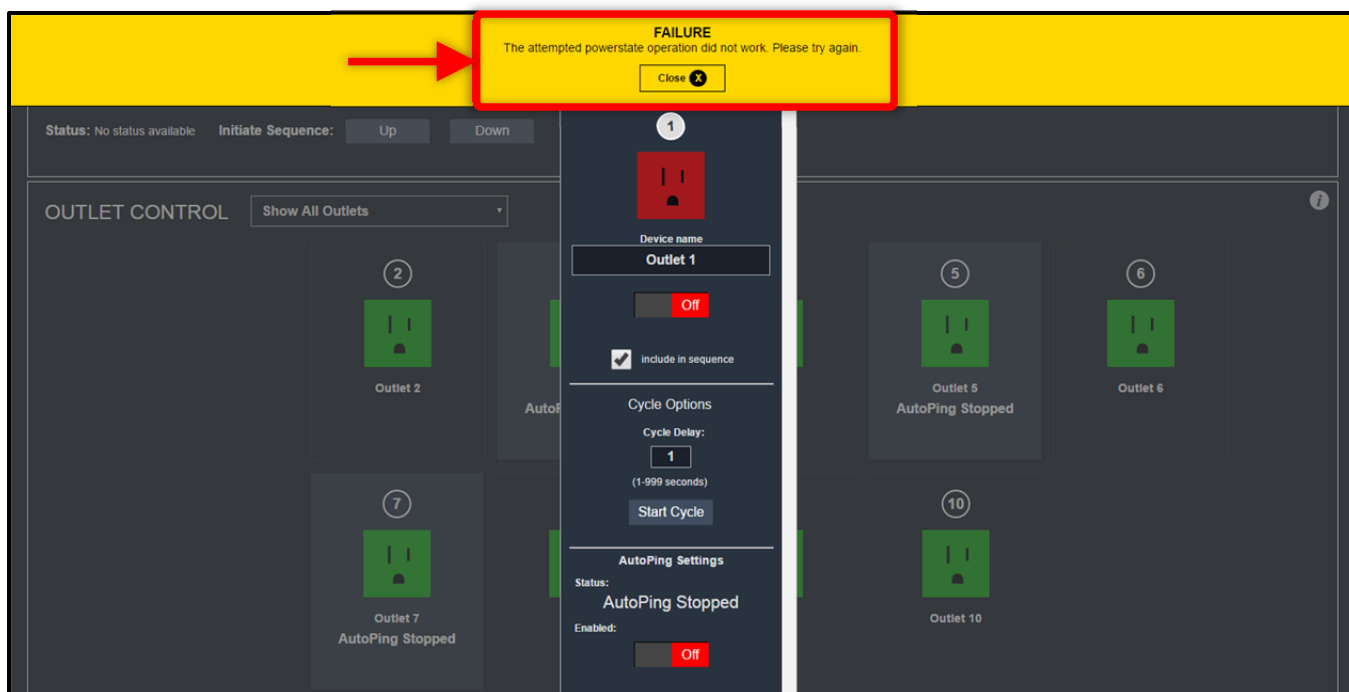 FAILURE
The attempted powerstate operation did not work. Please try again.
Close X
Status: No status available Initiate Sequence: Up Down
1
OUTLET CONTROL Show All Outlets
i
Device name
Outlet 1
Off
include in sequence
Cycle Options
Cycle Delay:
1
(1-999 seconds)
Start Cycle
AutoPing Settings
Status:
AutoPing Stopped
Enabled:
Off
2
Outlet 2
5
Outlet 5
AutoPing Stopped
6
Outlet 6
7
Outlet 7
AutoPing Stopped
10
Outlet 10